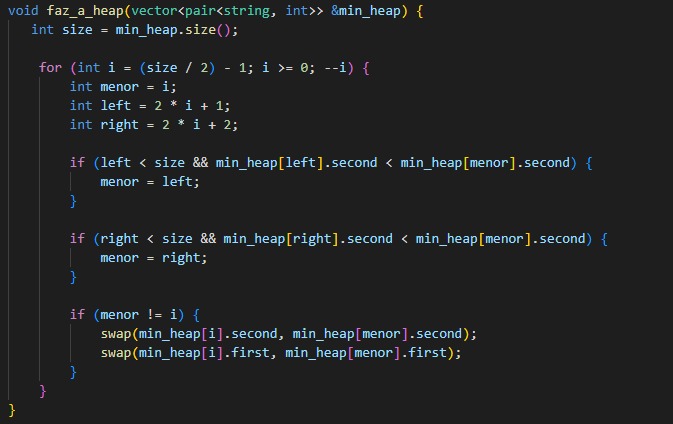 void faz_a_heap(vector<pair<string, int>> &min_heap) {
int size = min_heap.size();
for (int i = (size / 2) - 1; i >= 0; --i) {
int menor = i;
int left = 2 * i + 1;
int right = 2 * i + 2;
if (left < size && min_heap[left].second < min_heap[menor].second) {
menor = left;
}
if (right < size && min_heap[right].second < min_heap[menor].second) {
menor = right;
}
if (menor != i) {
swap(min_heap[i].second, min_heap[menor].second);
swap(min_heap[i].first, min_heap[menor].first);
}
}
}